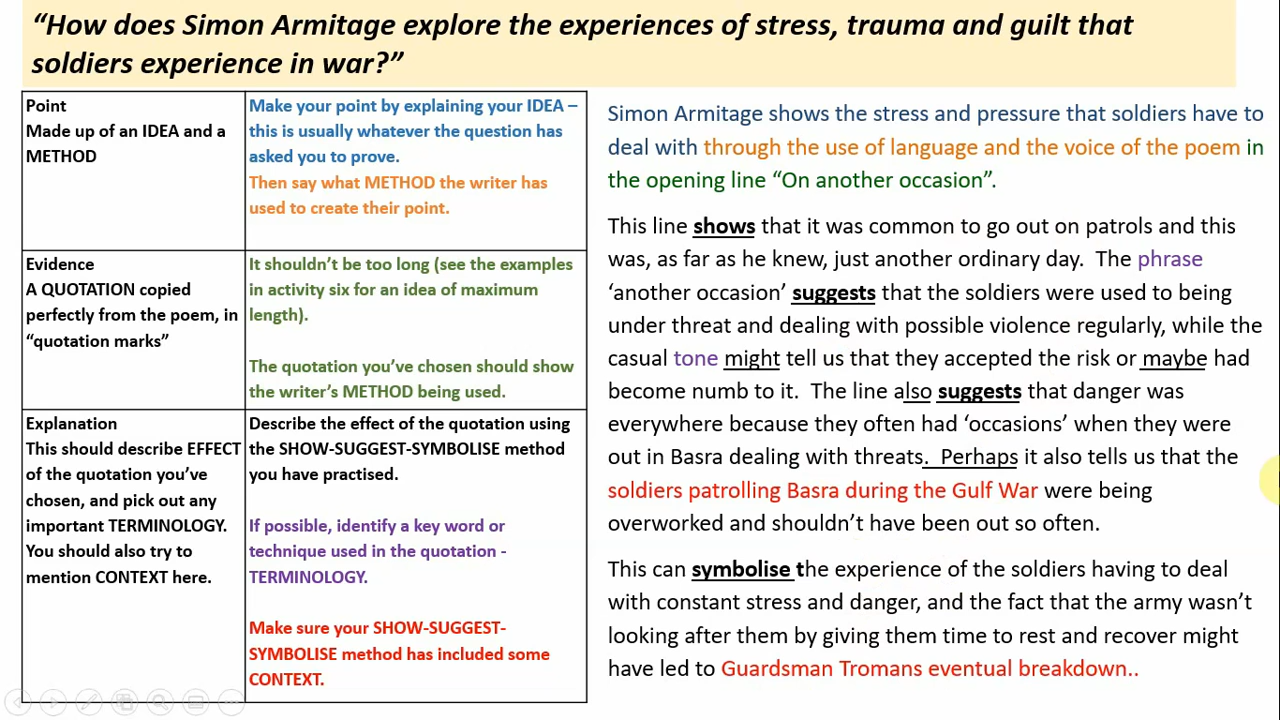 “How does Simon Armitage explore the experiences of stress, trauma and guilt that
soldiers experience in war?”
Point
Made up of an IDEA and a
METHOD
Make your point by explaining your IDEA –
this is usually whatever the question has
asked you to prove.
Then say what METHOD the writer has
used to create their point.
Evidence
A QUOTATION copied
perfectly from the poem, in
“quotation marks”
It shouldn’t be too long (see the examples
in activity six for an idea of maximum
length).
The quotation you’ve chosen should show
the writer’s METHOD being used.
Explanation
This should describe EFFECT
of the quotation you’ve
chosen, and pick out any
important TERMINOLOGY.
You should also try to
mention CONTEXT here.
Describe the effect of the quotation using
the SHOW-SUGGEST-SYMBOLISE method
you have practised.
If possible, identify a key word or
technique used in the quotation -
TERMINOLOGY.
Make sure your SHOW-SUGGEST-
SYMBOLISE method has included some
CONTEXT.
Simon Armitage shows the stress and pressure that soldiers have to
deal with through the use of language and the voice of the poem in
the opening line “On another occasion”.
This line shows that it was common to go out on patrols and this
was, as far as he knew, just another ordinary day.  The phrase
‘another occasion’ suggests that the soldiers were used to being
under threat and dealing with possible violence regularly, while the
casual tone might tell us that they accepted the risk or maybe had
become numb to it.  The line also suggests that danger was
everywhere because they often had ‘occasions’ when they were
out in Basra dealing with threats.  Perhaps it also tells us that the
soldiers patrolling Basra during the Gulf War were being
overworked and shouldn’t have been out so often.
This can symbolise the experience of the soldiers having to deal
with constant stress and danger, and the fact that the army wasn’t
looking after them by giving them time to rest and recover might
have led to Guardsman Tromans eventual breakdown..